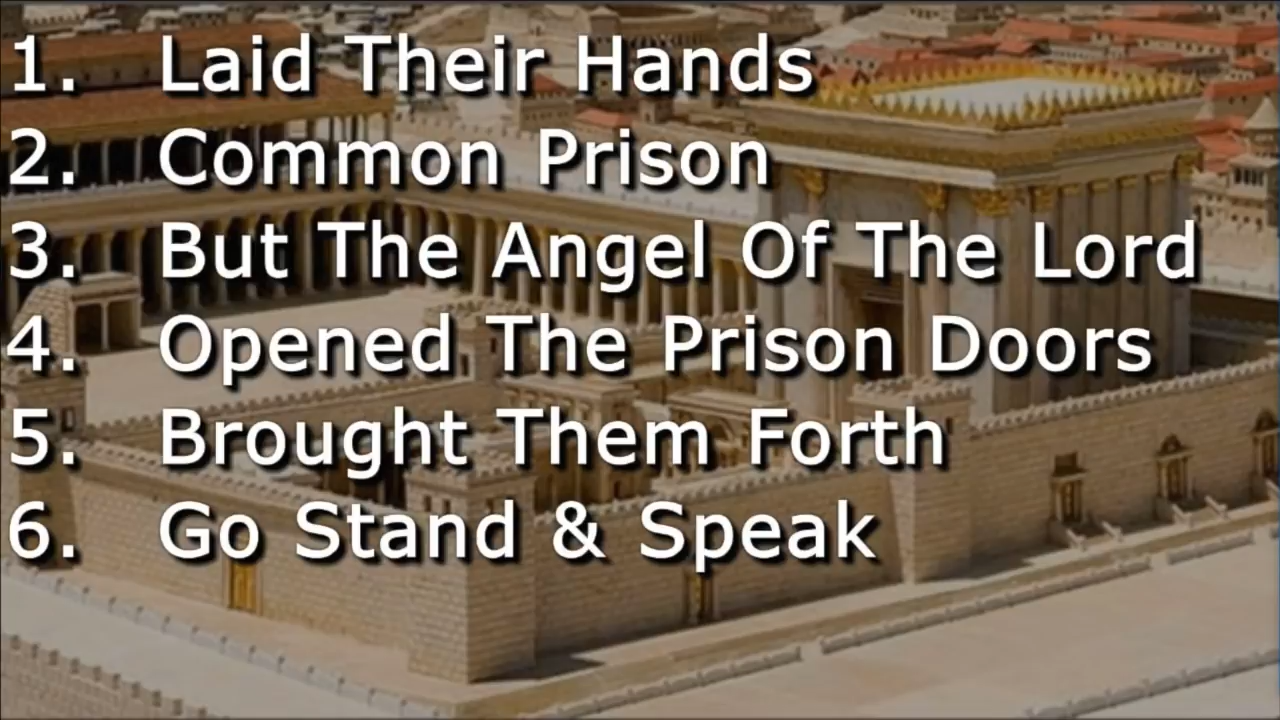 1. Laid Their Hands
2. Common Prison
3. But The Angel Of The Lord
4. Opened The Prison Doors
5. Brought Them Forth
6. Go Stand & Speak